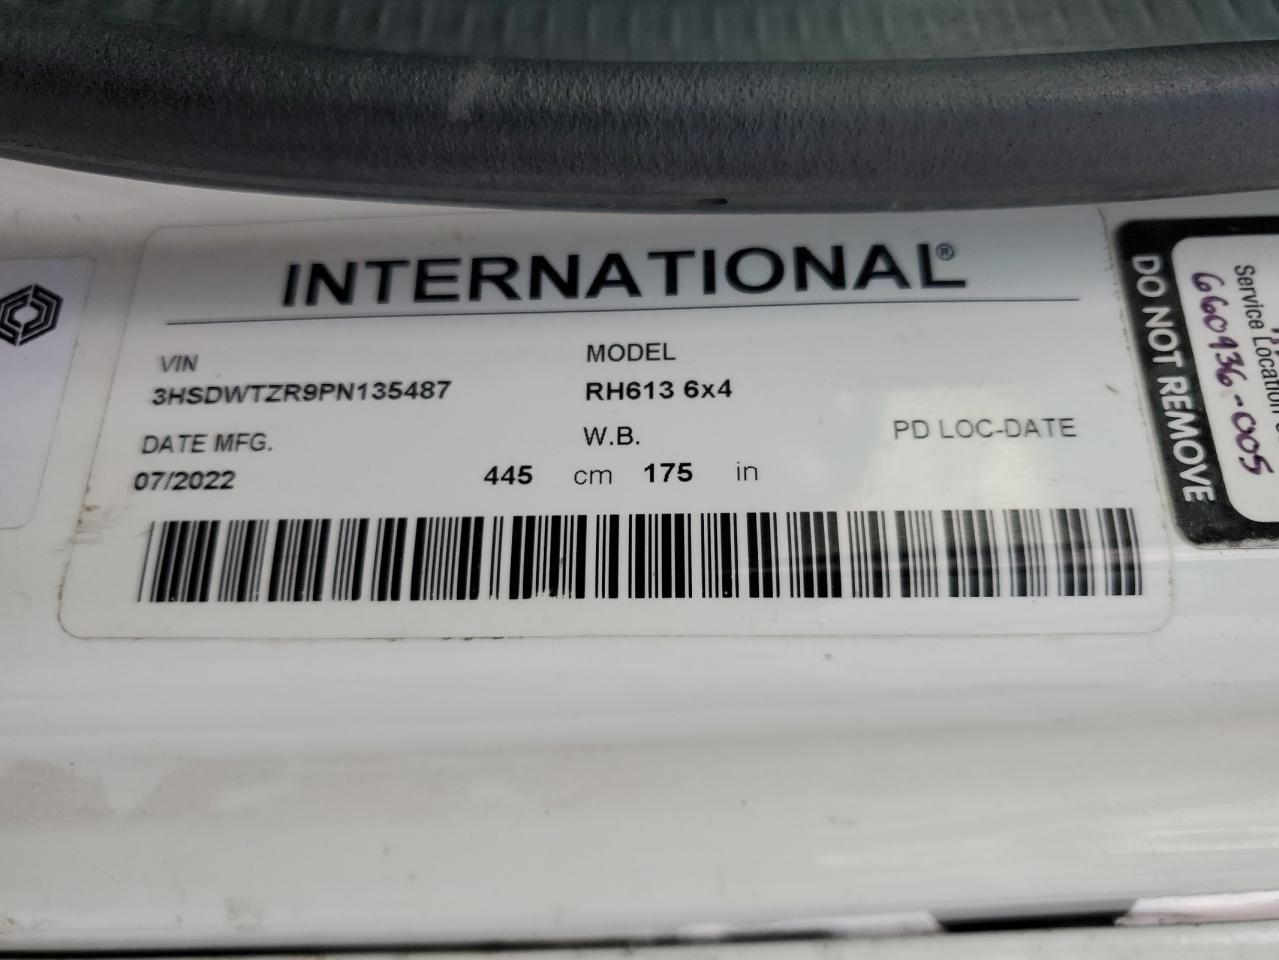 INTERNATIONAL®
VIN
3HSDWTZR9PN135487
MODEL
RH613 6x4
DATE MFG.
07/2022
W.B.
445 cm 175 in
PD LOC-DATE
DO NOT REMOVE
Service Location
660936-005